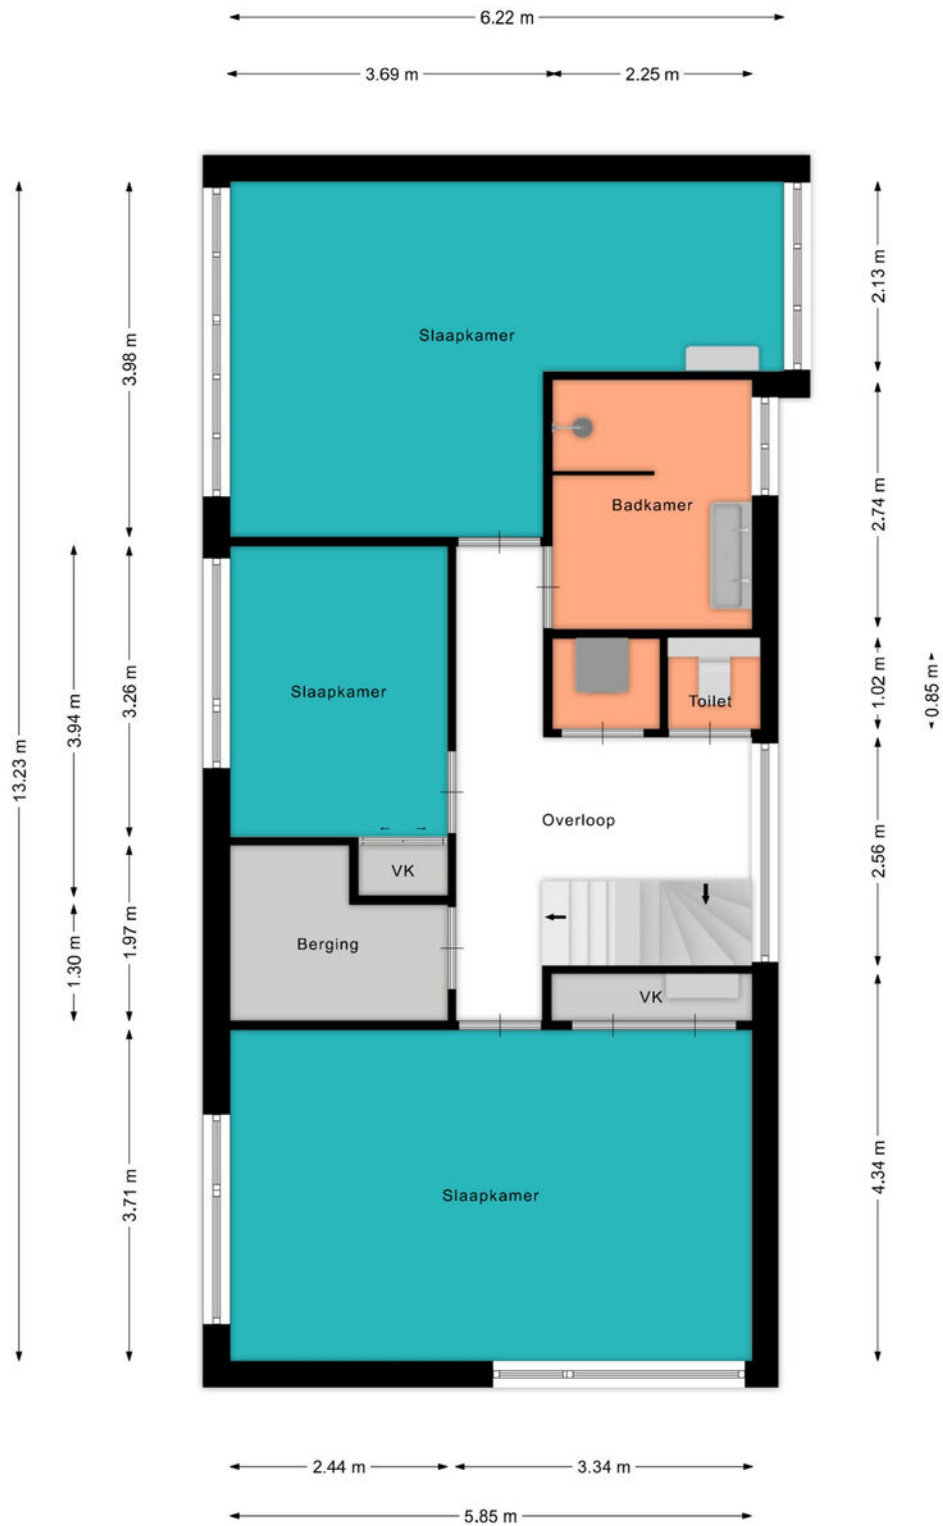 6.22 m
3.69 m
2.25 m
2.13 m
3.98 m
Slaapkamer
2.74 m
Badkamer
13.23 m
3.94 m
3.26 m
Slaapkamer
1.02 m
0.85 m
Toilet
Overloop
2.56 m
VK
1.97 m
1.30 m
Berging
VK
3.71 m
4.34 m
Slaapkamer
2.44 m
3.34 m
5.85 m